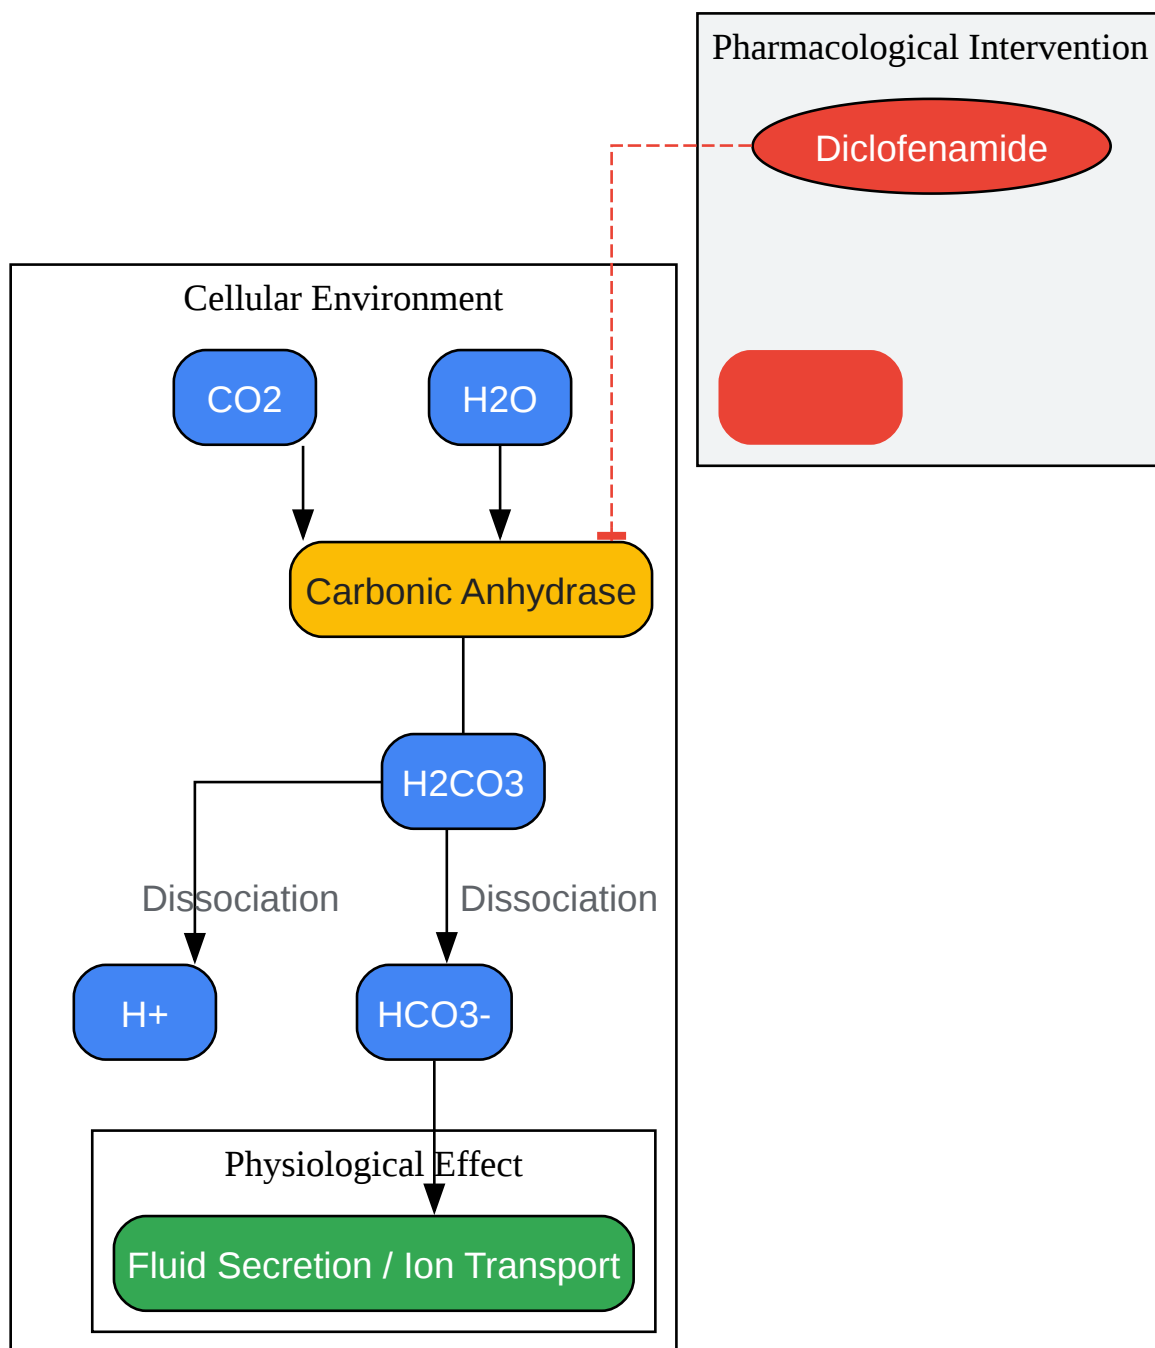 Pharmacological Intervention
Diclofenamide
Cellular Environment
CO2
H2O
Carbonic Anhydrase
H2CO3
Dissociation
Dissociation
H+
HCO3-
Physiological Effect
Fluid Secretion / Ion Transport